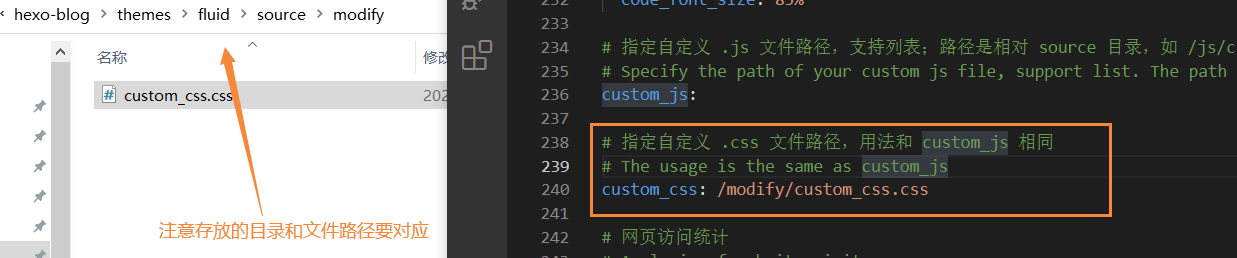 hexo-blog › themes › fluid › source › modify
名称
修改
custom_css.css
202
注意存放的目录和文件路径要对应
232 code_font_size: 85%
233
234 # 指定自定义 .js 文件路径，支持列表；路径是相对 source 目录，如 /js/c
235 # Specify the path of your custom js file, support list. The path
236 custom_js:
237
238 # 指定自定义 .css 文件路径，用法和 custom_js 相同
239 # The usage is the same as custom_js
240 custom_css: /modify/custom_css.css
241
242 # 网页访问统计